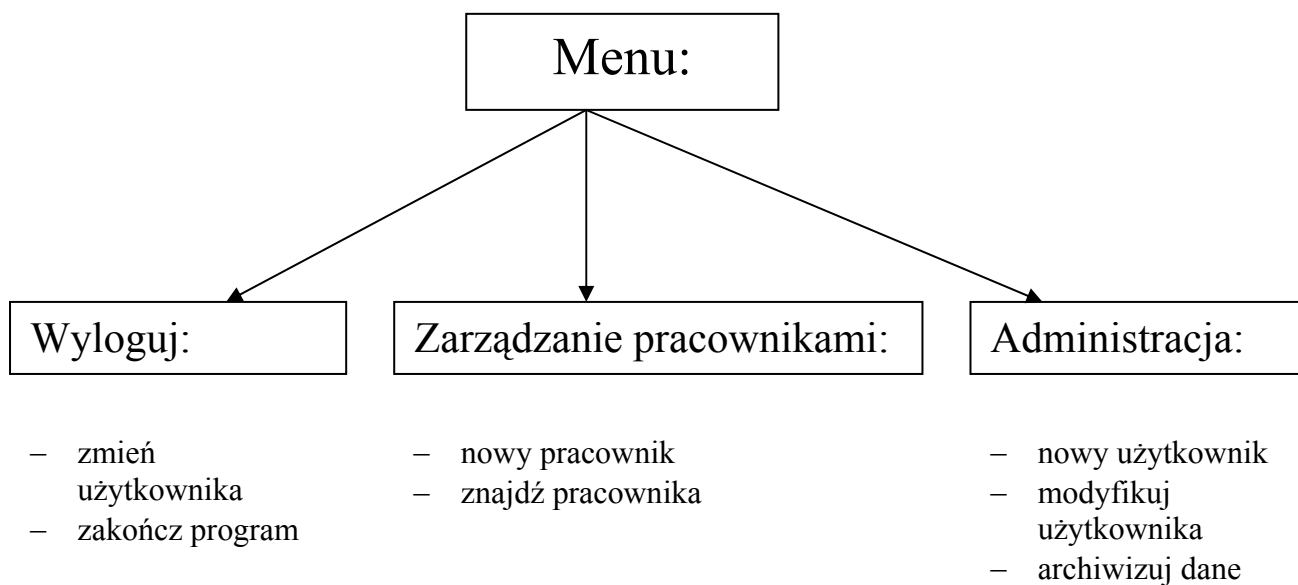 Menu:
Wyloguj:
Zarządzanie pracownikami:
Administracja:
– zmień
użytkownika
– zakończ program
– nowy pracownik
– znajdź pracownika
– nowy użytkownik
– modyfikuj
użytkownika
– archiwizuj dane